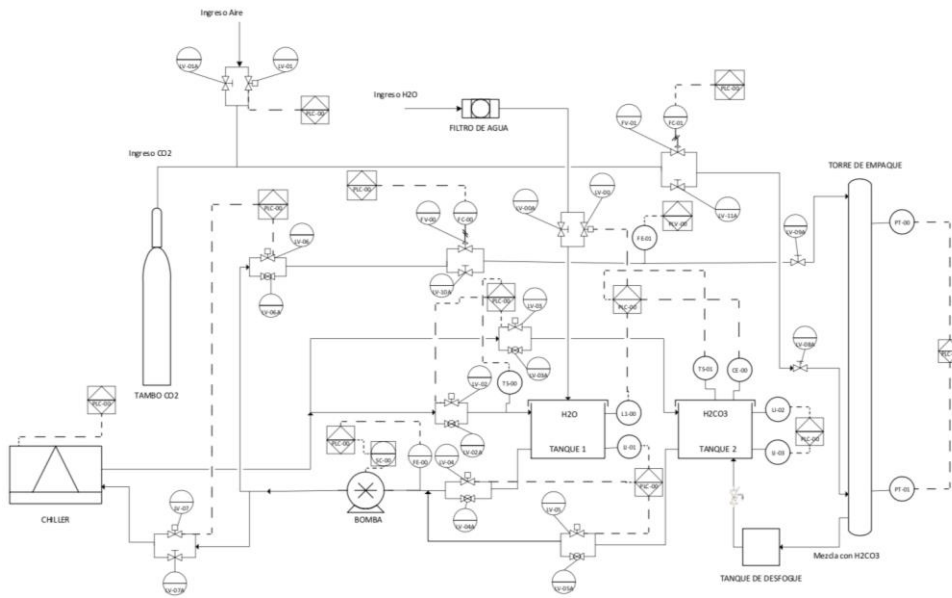 Ingreso Aire
LV-05A
LV-01
PLC-00
Ingreso H2O
FILTRO DE AGUA
FV-01
FC-01
PLC-00
Ingreso CO2
TORRE DE EMPAQUE
PLC-00
PLC-00
LV-00A
LV-00
LV-11A
PT-00
LV-06
FV-00
FC-00
FS-01
PLV-00
LV-09A
LV-06A
LV-10A
PLC-00
LV-03
PLC-00
LV-03A
LV-08A
TS-01
CE-00
TAMBO CO2
PLC-00
LV-02
TS-00
H2O
LS-00
H2CO3
LI-02
LV-02A
PLC-00
SC-00
FE-00
LV-04
TANQUE 1
LI-01
TANQUE 2
LI-03
PLC-00
PLC-00
PT-01
CHILLER
BOMBA
LV-04A
LV-05
LV-07
LV-07A
LV-05A
TANQUE DE DESFOGUE
Mezcla con H2CO3